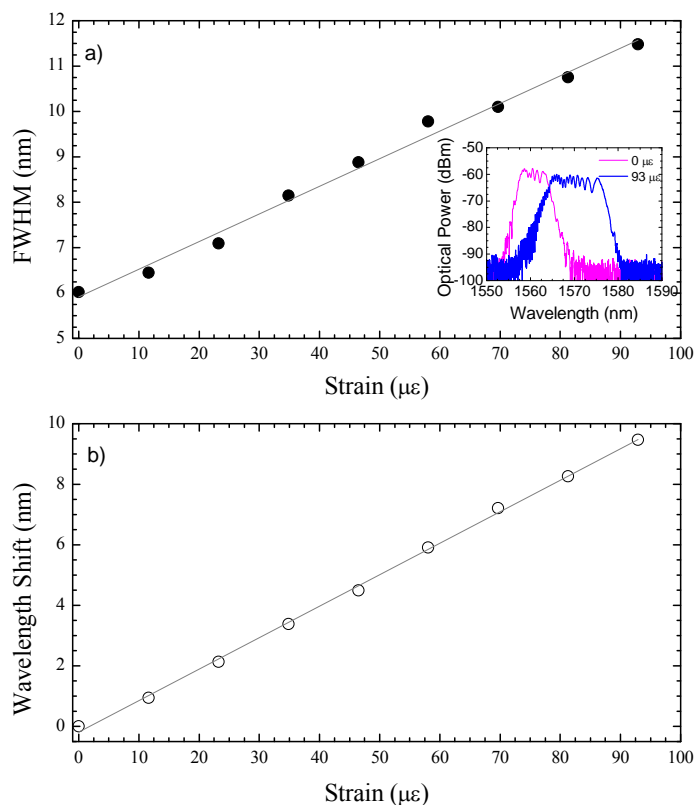 12
a)
11
10
9
8
7
6
5
FWHM (nm)
0 10 20 30 40 50 60 70 80 90 100
Strain (με)
-50
-60
-70
-80
-90
-100
Optical Power (dBm)
0 με
93 με
1550 1560 1570 1580 1590
Wavelength (nm)
10
b)
8
6
4
2
0
Wavelength Shift (nm)
0 10 20 30 40 50 60 70 80 90 100
Strain (με)